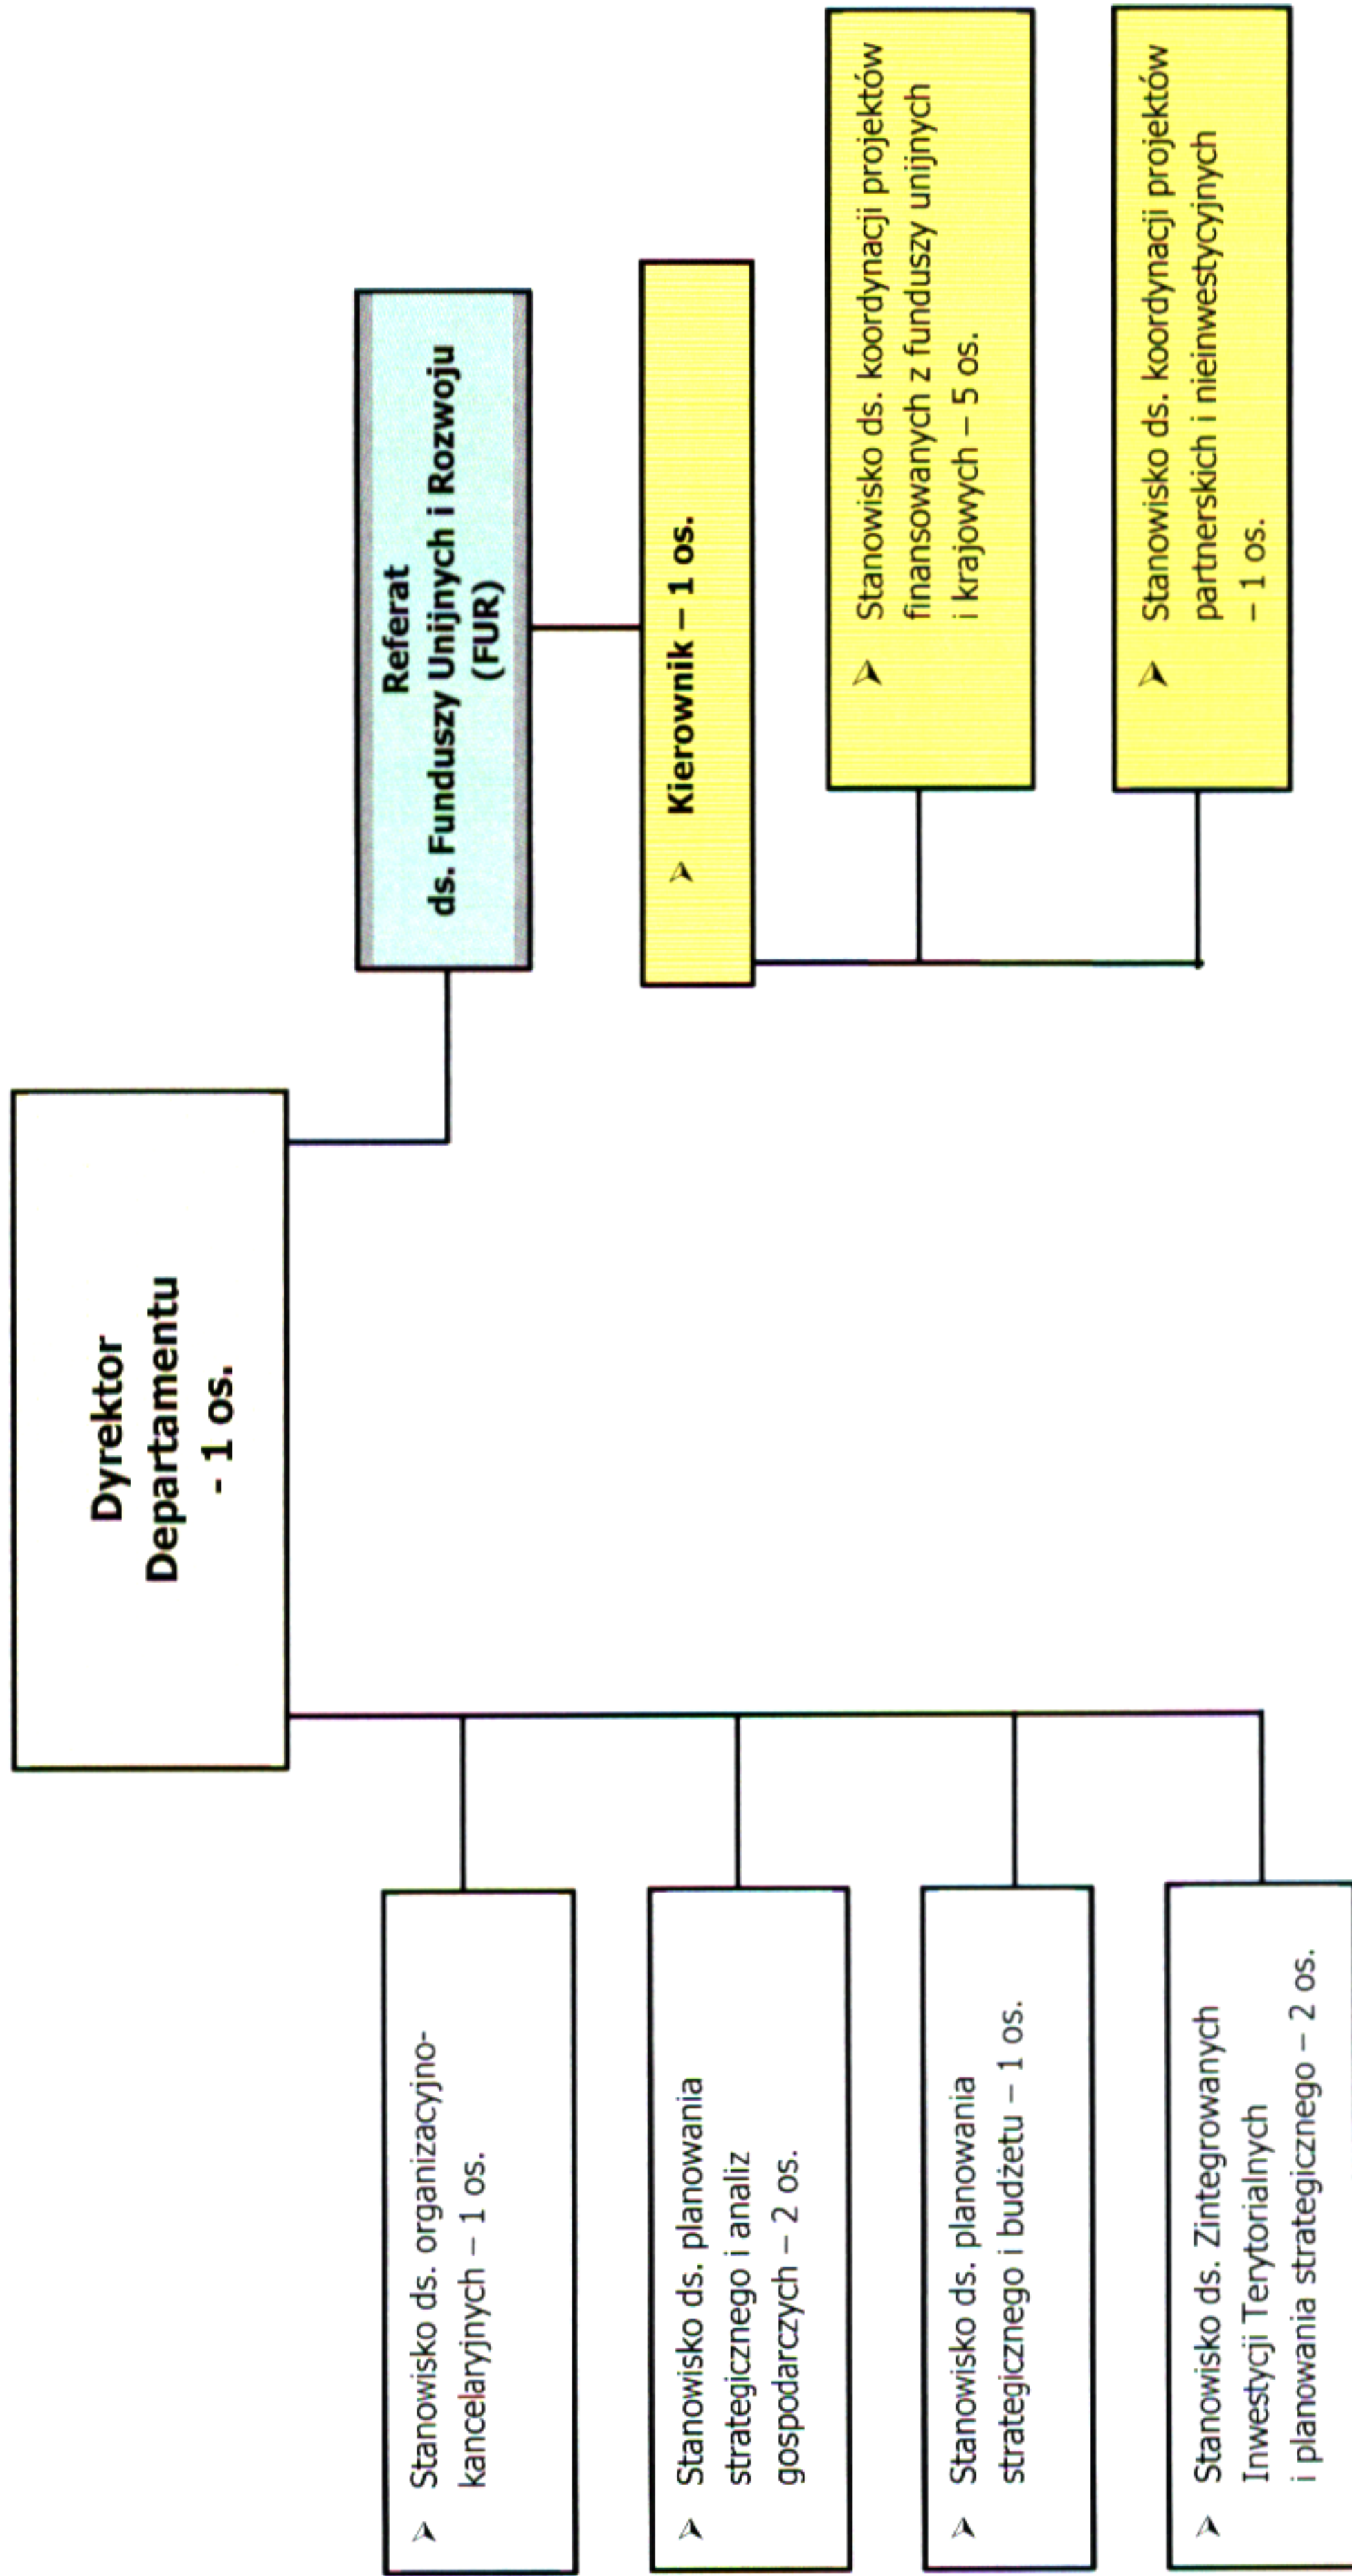 Dyrektor
Departamentu
- 1 os.
➤ Stanowisko ds. organizacyjno-
kancelaryjnych – 1 os.
➤ Stanowisko ds. planowania
strategicznego i analiz
gospodarczych – 2 os.
➤ Stanowisko ds. planowania
strategicznego i budżetu – 1 os.
➤ Stanowisko ds. Zintegrowanych
Inwestycji Terytorialnych
i planowania strategicznego – 2 os.
Referat
ds. Funduszy Unijnych i Rozwoju
(FUR)
➤ Kierownik – 1 os.
➤ Stanowisko ds. koordynacji projektów
finansowanych z funduszy unijnych
i krajowych – 5 os.
➤ Stanowisko ds. koordynacji projektów
partnerskich i nieinwestycyjnych
– 1 os.